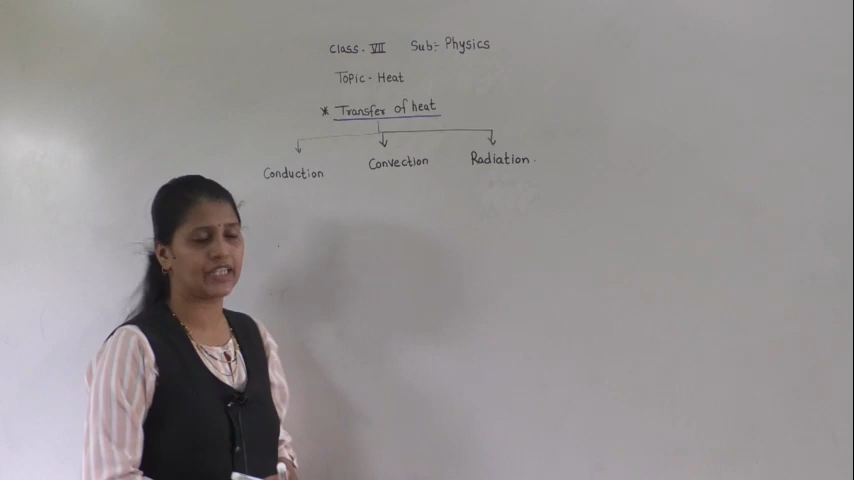 Class - VII Sub:- Physics
Topic - Heat
* Transfer of heat
Conduction Convection Radiation.